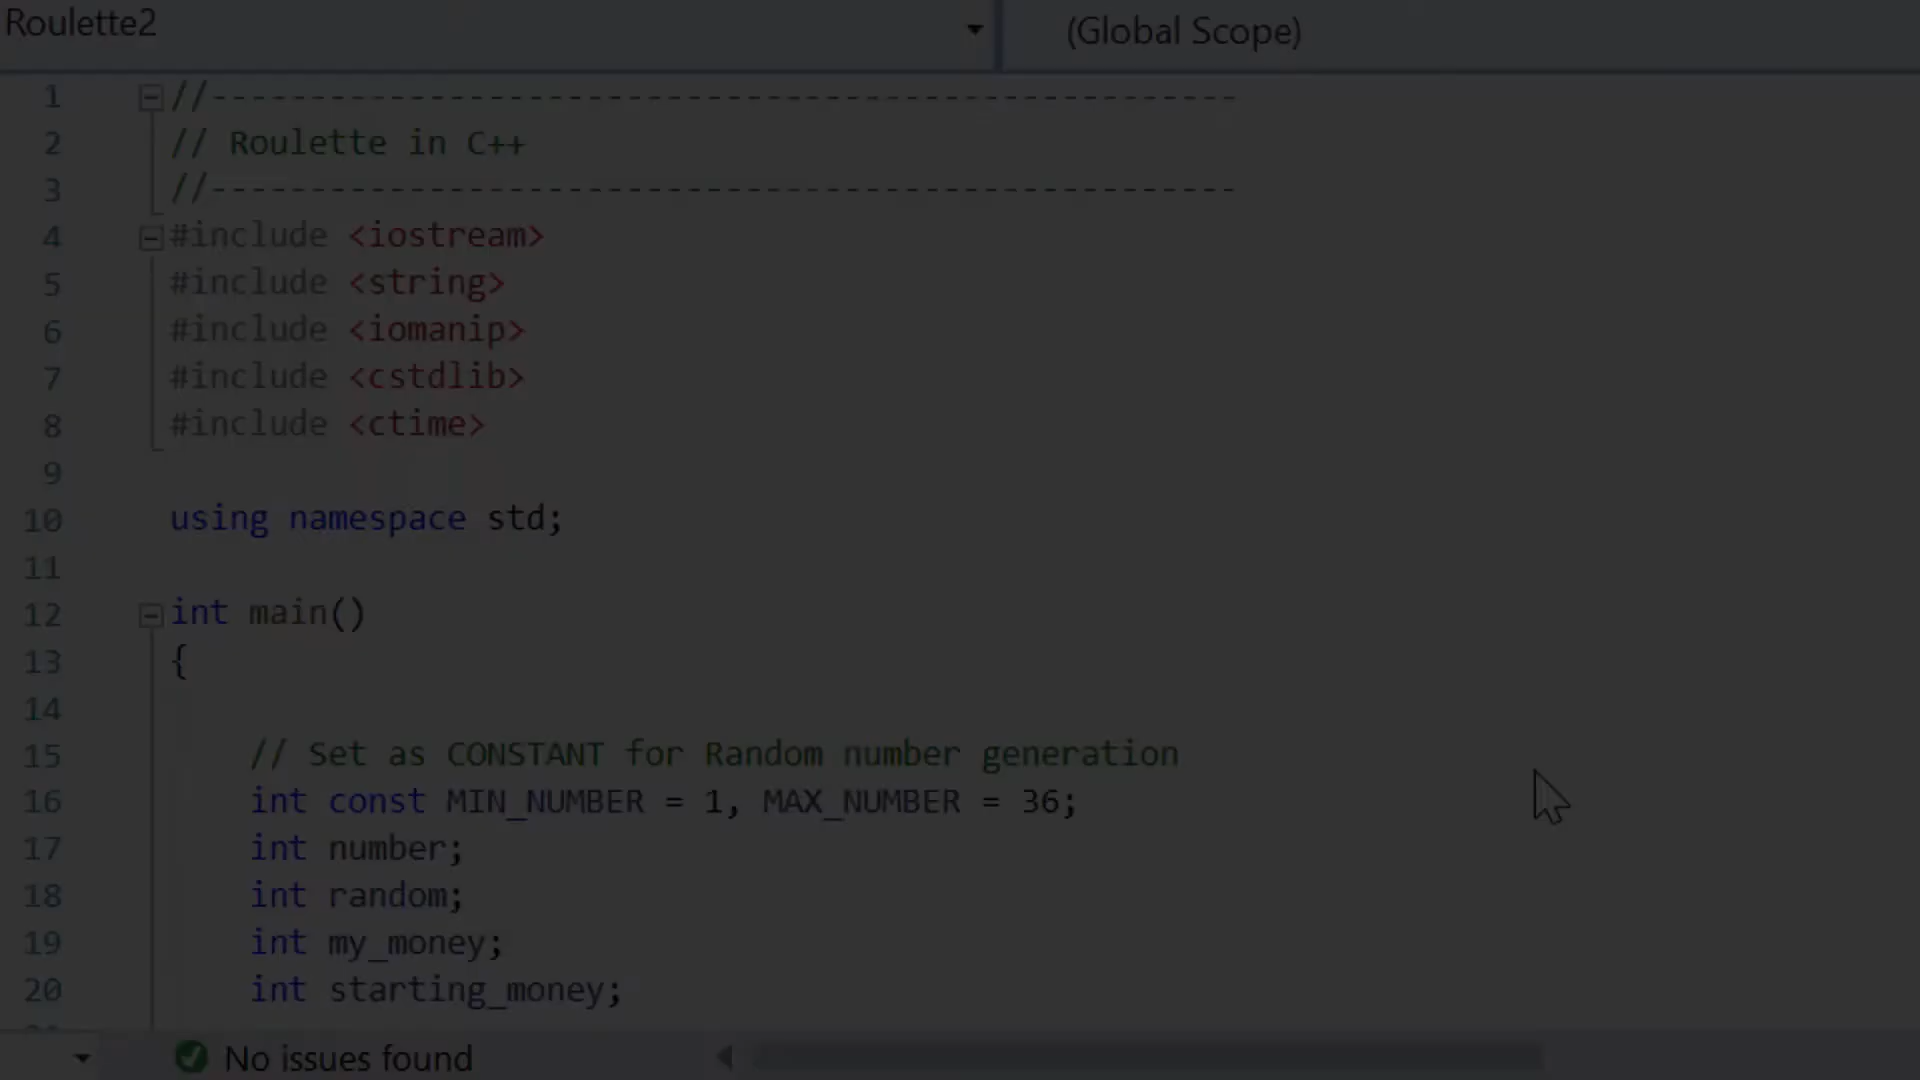 Roulette2
(Global Scope)
1 //----------------------------------------------------
2 // Roulette in C++
3 //----------------------------------------------------
4 #include <iostream>
5 #include <string>
6 #include <iomanip>
7 #include <cstdlib>
8 #include <ctime>
9
10 using namespace std;
11
12 int main()
13 {
14
15 // Set as CONSTANT for Random number generation
16 int const MIN_NUMBER = 1, MAX_NUMBER = 36;
17 int number;
18 int random;
19 int my_money;
20 int starting_money;
No issues found